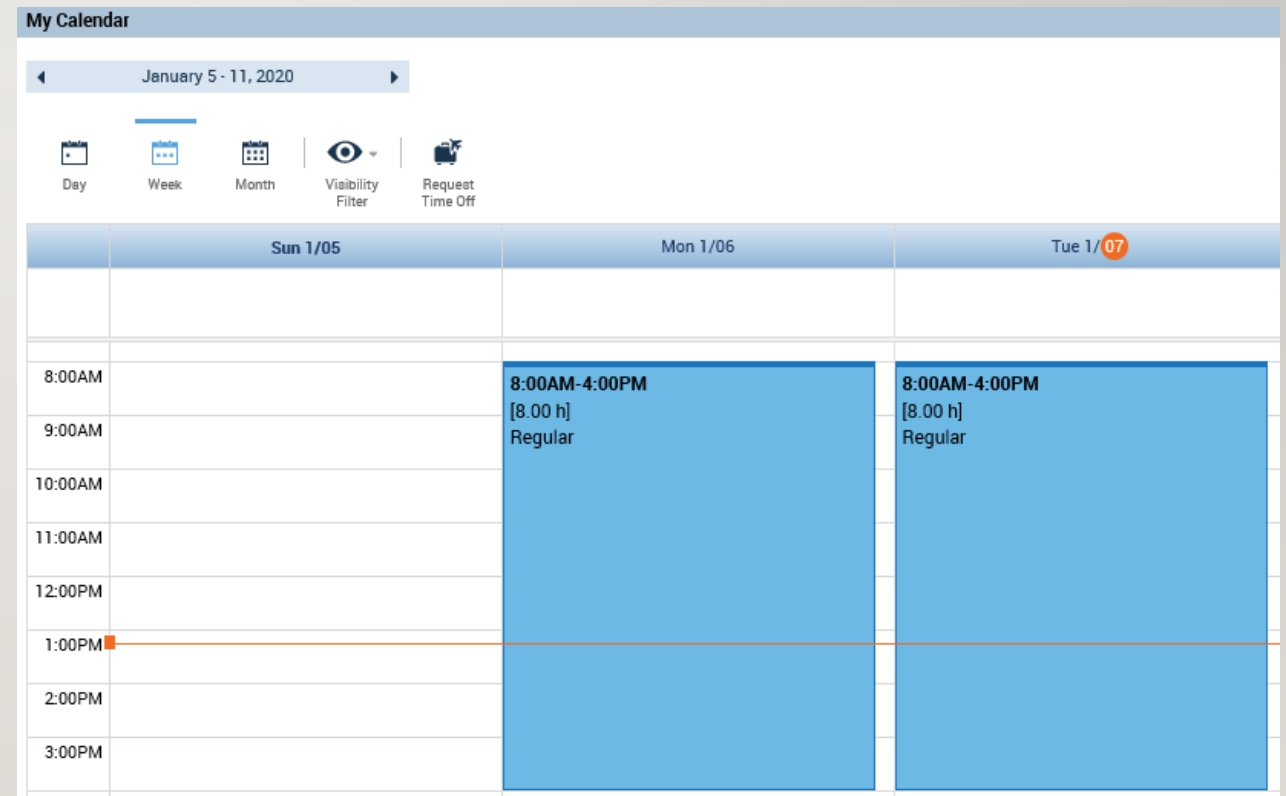 My Calendar
January 5 - 11, 2020
Day
Week
Month
Visibility
Filter
Request
Time Off
Sun 1/05
Mon 1/06
Tue 1/07
8:00AM
9:00AM
10:00AM
11:00AM
12:00PM
1:00PM
2:00PM
3:00PM
8:00AM-4:00PM
[8.00 h]
Regular
8:00AM-4:00PM
[8.00 h]
Regular